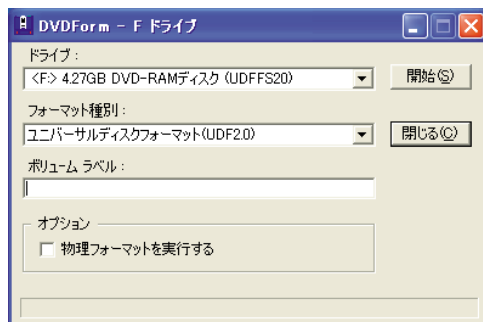 DVDForm - F ドライブ
ドライブ:
<F:> 4.27GB DVD-RAMディスク (UDFFS20)
開始(S)
フォーマット種別:
ユニバーサルディスクフォーマット(UDF2.0)
閉じる(C)
ボリューム ラベル:
オプション
物理フォーマットを実行する